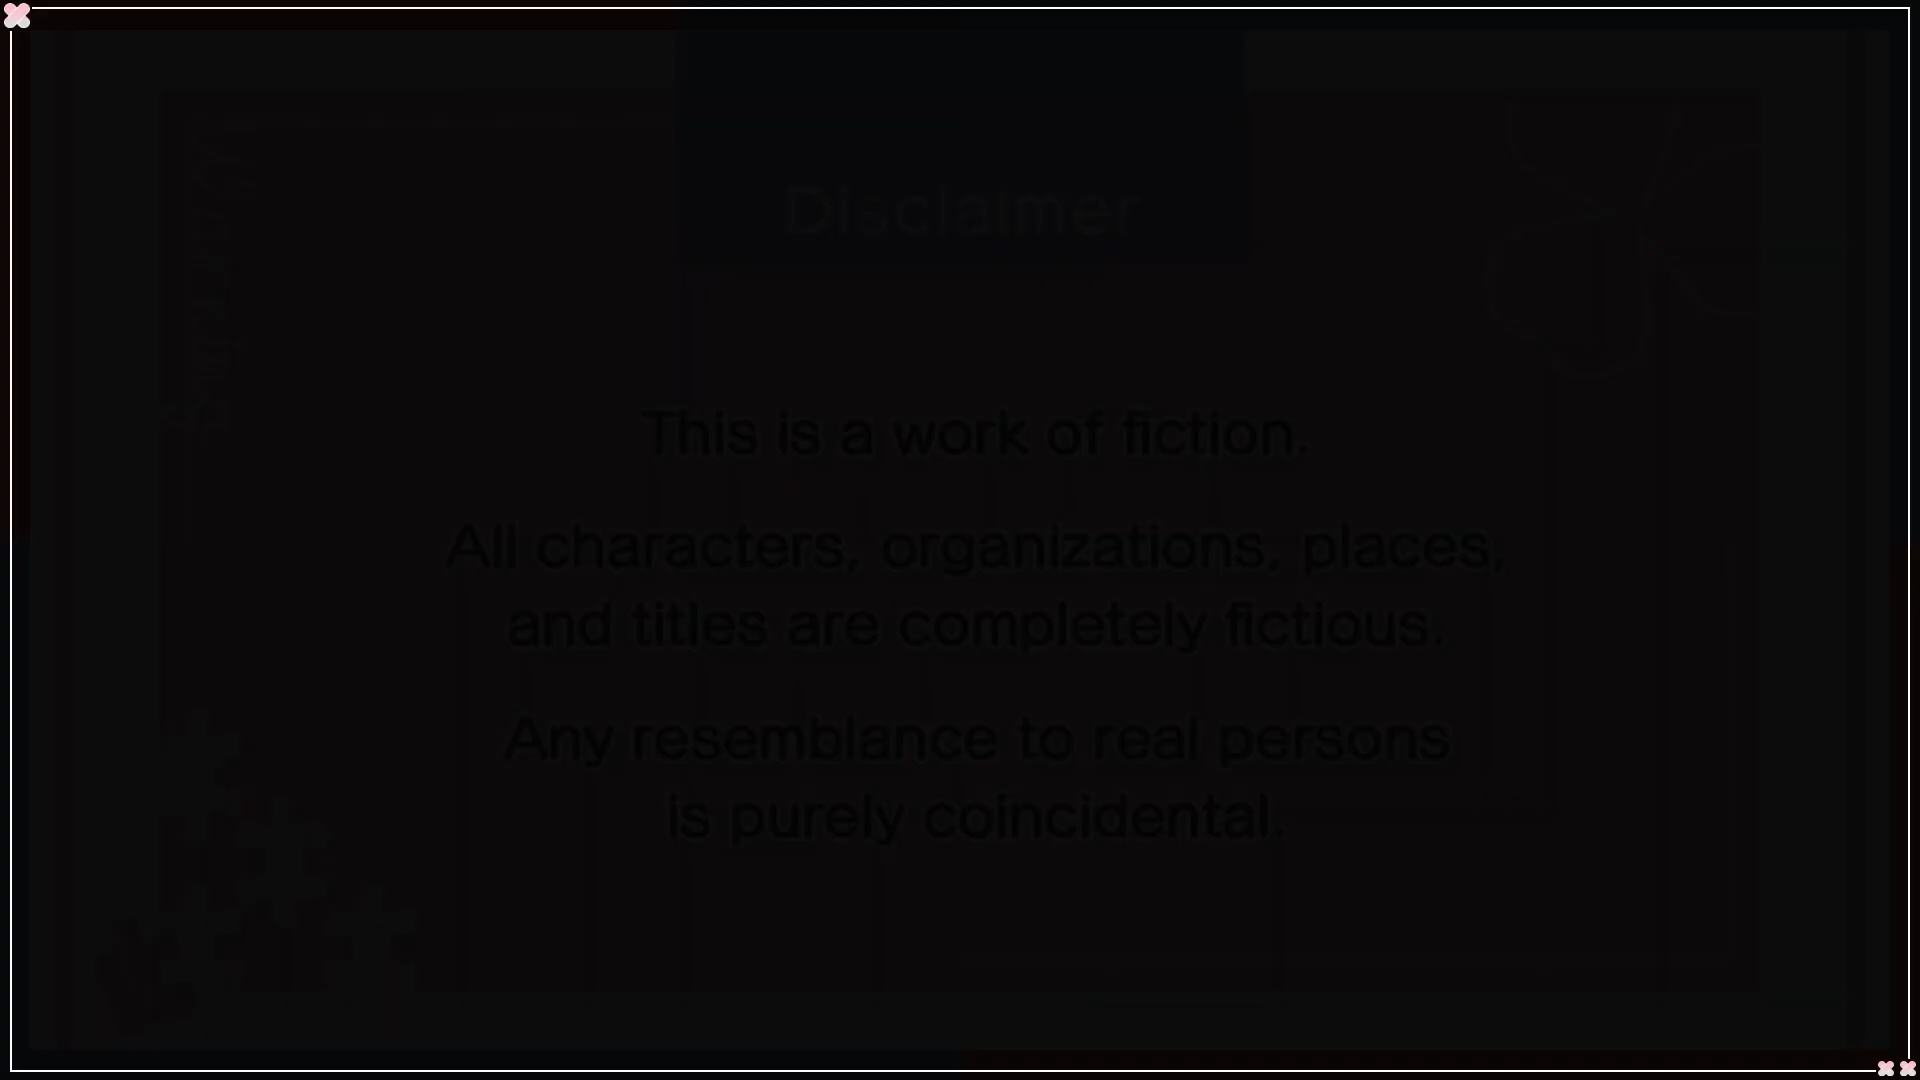 Disclaimer
This is a work of fiction.
All characters, organizations, places,
and titles are completely fictious.
Any resemblance to real persons
is purely coincidental.